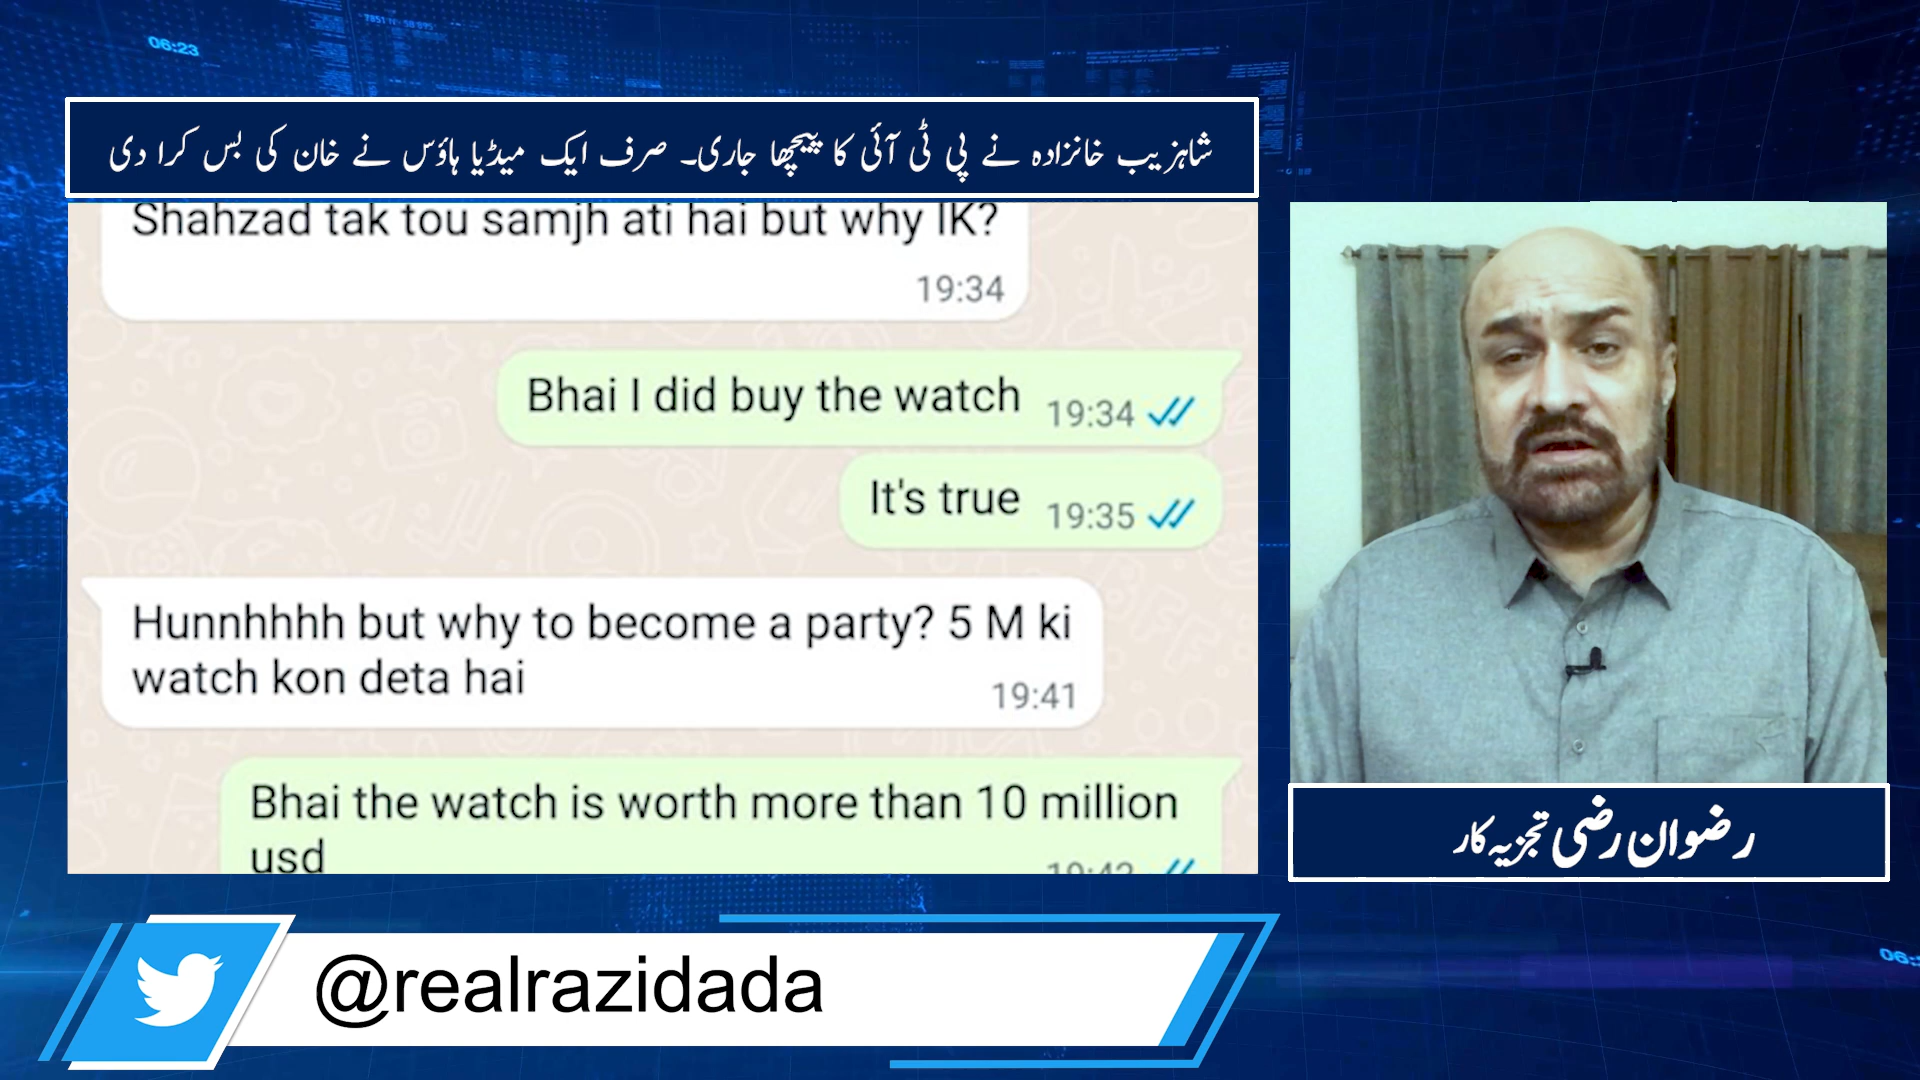 06:23
شاہزیب خانزادہ نے پی ٹی آئی کا پیچھا جاری۔ صرف ایک میڈیا ہاؤس نے خان کی بس کرا دی
Shahzad tak tou samjh ati hai but why IK?
19:34
Bhai I did buy the watch 19:34
It's true 19:35
Hunnhhhh but why to become a party? 5 M ki
watch kon deta hai
19:41
Bhai the watch is worth more than 10 million
usd
رضوان رضی تجزیہ کار
@realrazidada